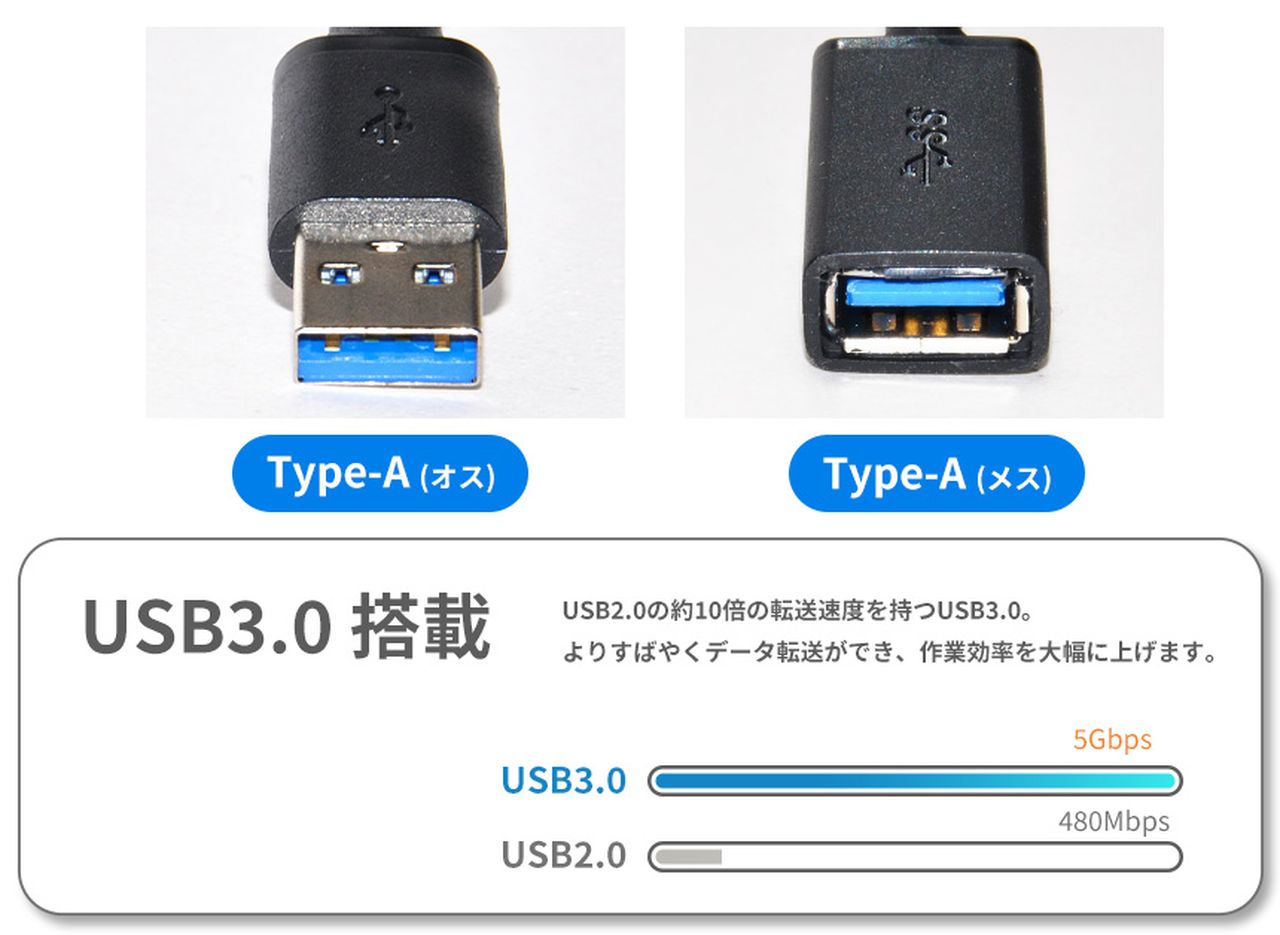 Type-A (オス)
Type-A (メス)
USB3.0 搭載
USB2.0の約10倍の転送速度を持つUSB3.0。
よりすばやくデータ転送ができ、作業効率を大幅に上げます。
5Gbps
USB3.0
480Mbps
USB2.0